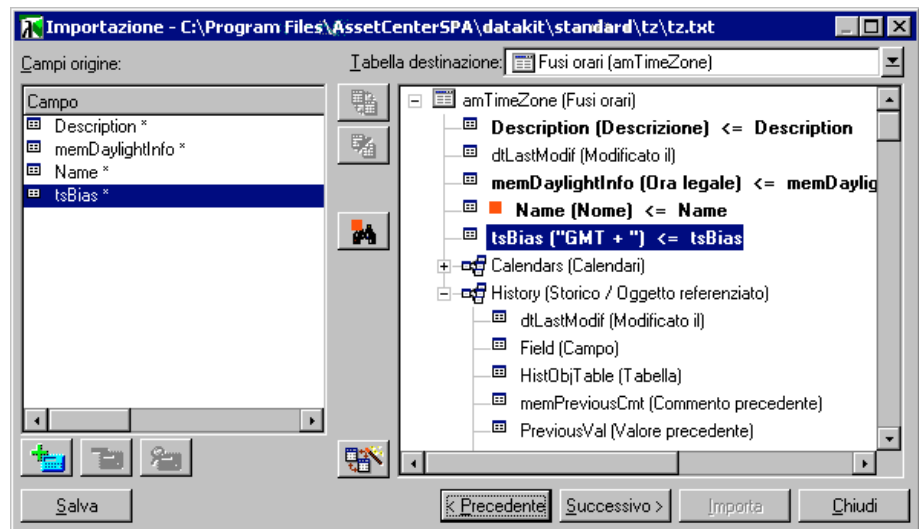 Importazione - C:\Program Files\AssetCenterSPA\datakit\standard\tz\tz.txt
Campi origine:
Tabella destinazione: Fusi orari (amTimeZone)
Campo
Description *
memDaylightInfo *
Name *
tsBias *
amTimeZone (Fusi orari)
Description (Descrizione) <= Description
dtLastModif (Modificato il)
memDaylightInfo (Ora legale) <= memDaylig
Name (Nome) <= Name
tsBias ("GMT + ") <= tsBias
Calendars (Calendari)
History (Storico / Oggetto referenziato)
dtLastModif (Modificato il)
Field (Campo)
HistObjTable (Tabella)
memPreviousCmt (Commento precedente)
PreviousVal (Valore precedente)
Salva
< Precedente
Successivo >
Importa
Chiudi